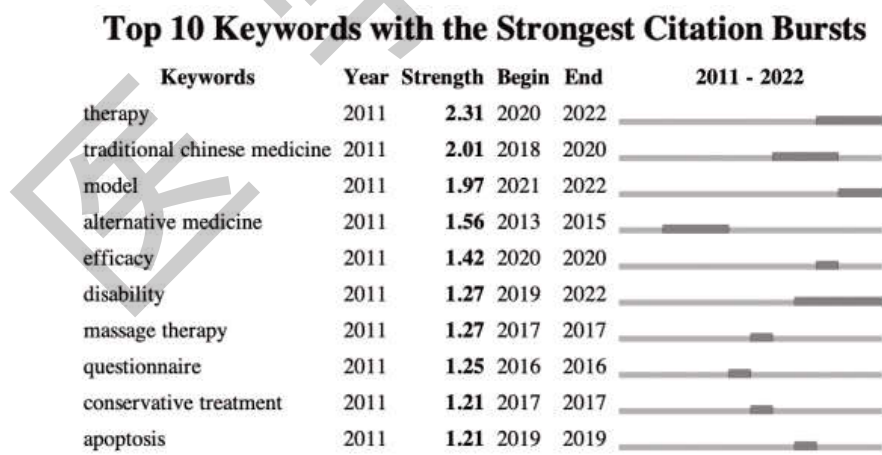 Top 10 Keywords with the Strongest Citation Bursts
Keywords Year Strength Begin End 2011 - 2022
therapy 2011 2.31 2020 2022
traditional chinese medicine 2011 2.01 2018 2020
model 2011 1.97 2021 2022
alternative medicine 2011 1.56 2013 2015
efficacy 2011 1.42 2020 2020
disability 2011 1.27 2019 2022
massage therapy 2011 1.27 2017 2017
questionnaire 2011 1.25 2016 2016
conservative treatment 2011 1.21 2017 2017
apoptosis 2011 1.21 2019 2019
医